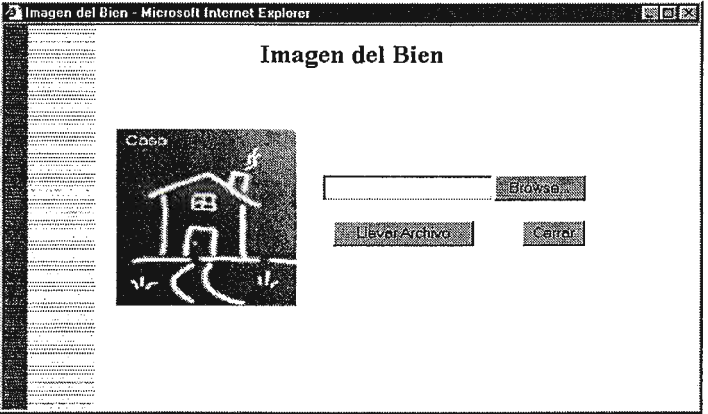 Imagen del Bien - Microsoft Internet Explorer
Imagen del Bien
Casa
Browse...
Llevar Archivo
Cerrar